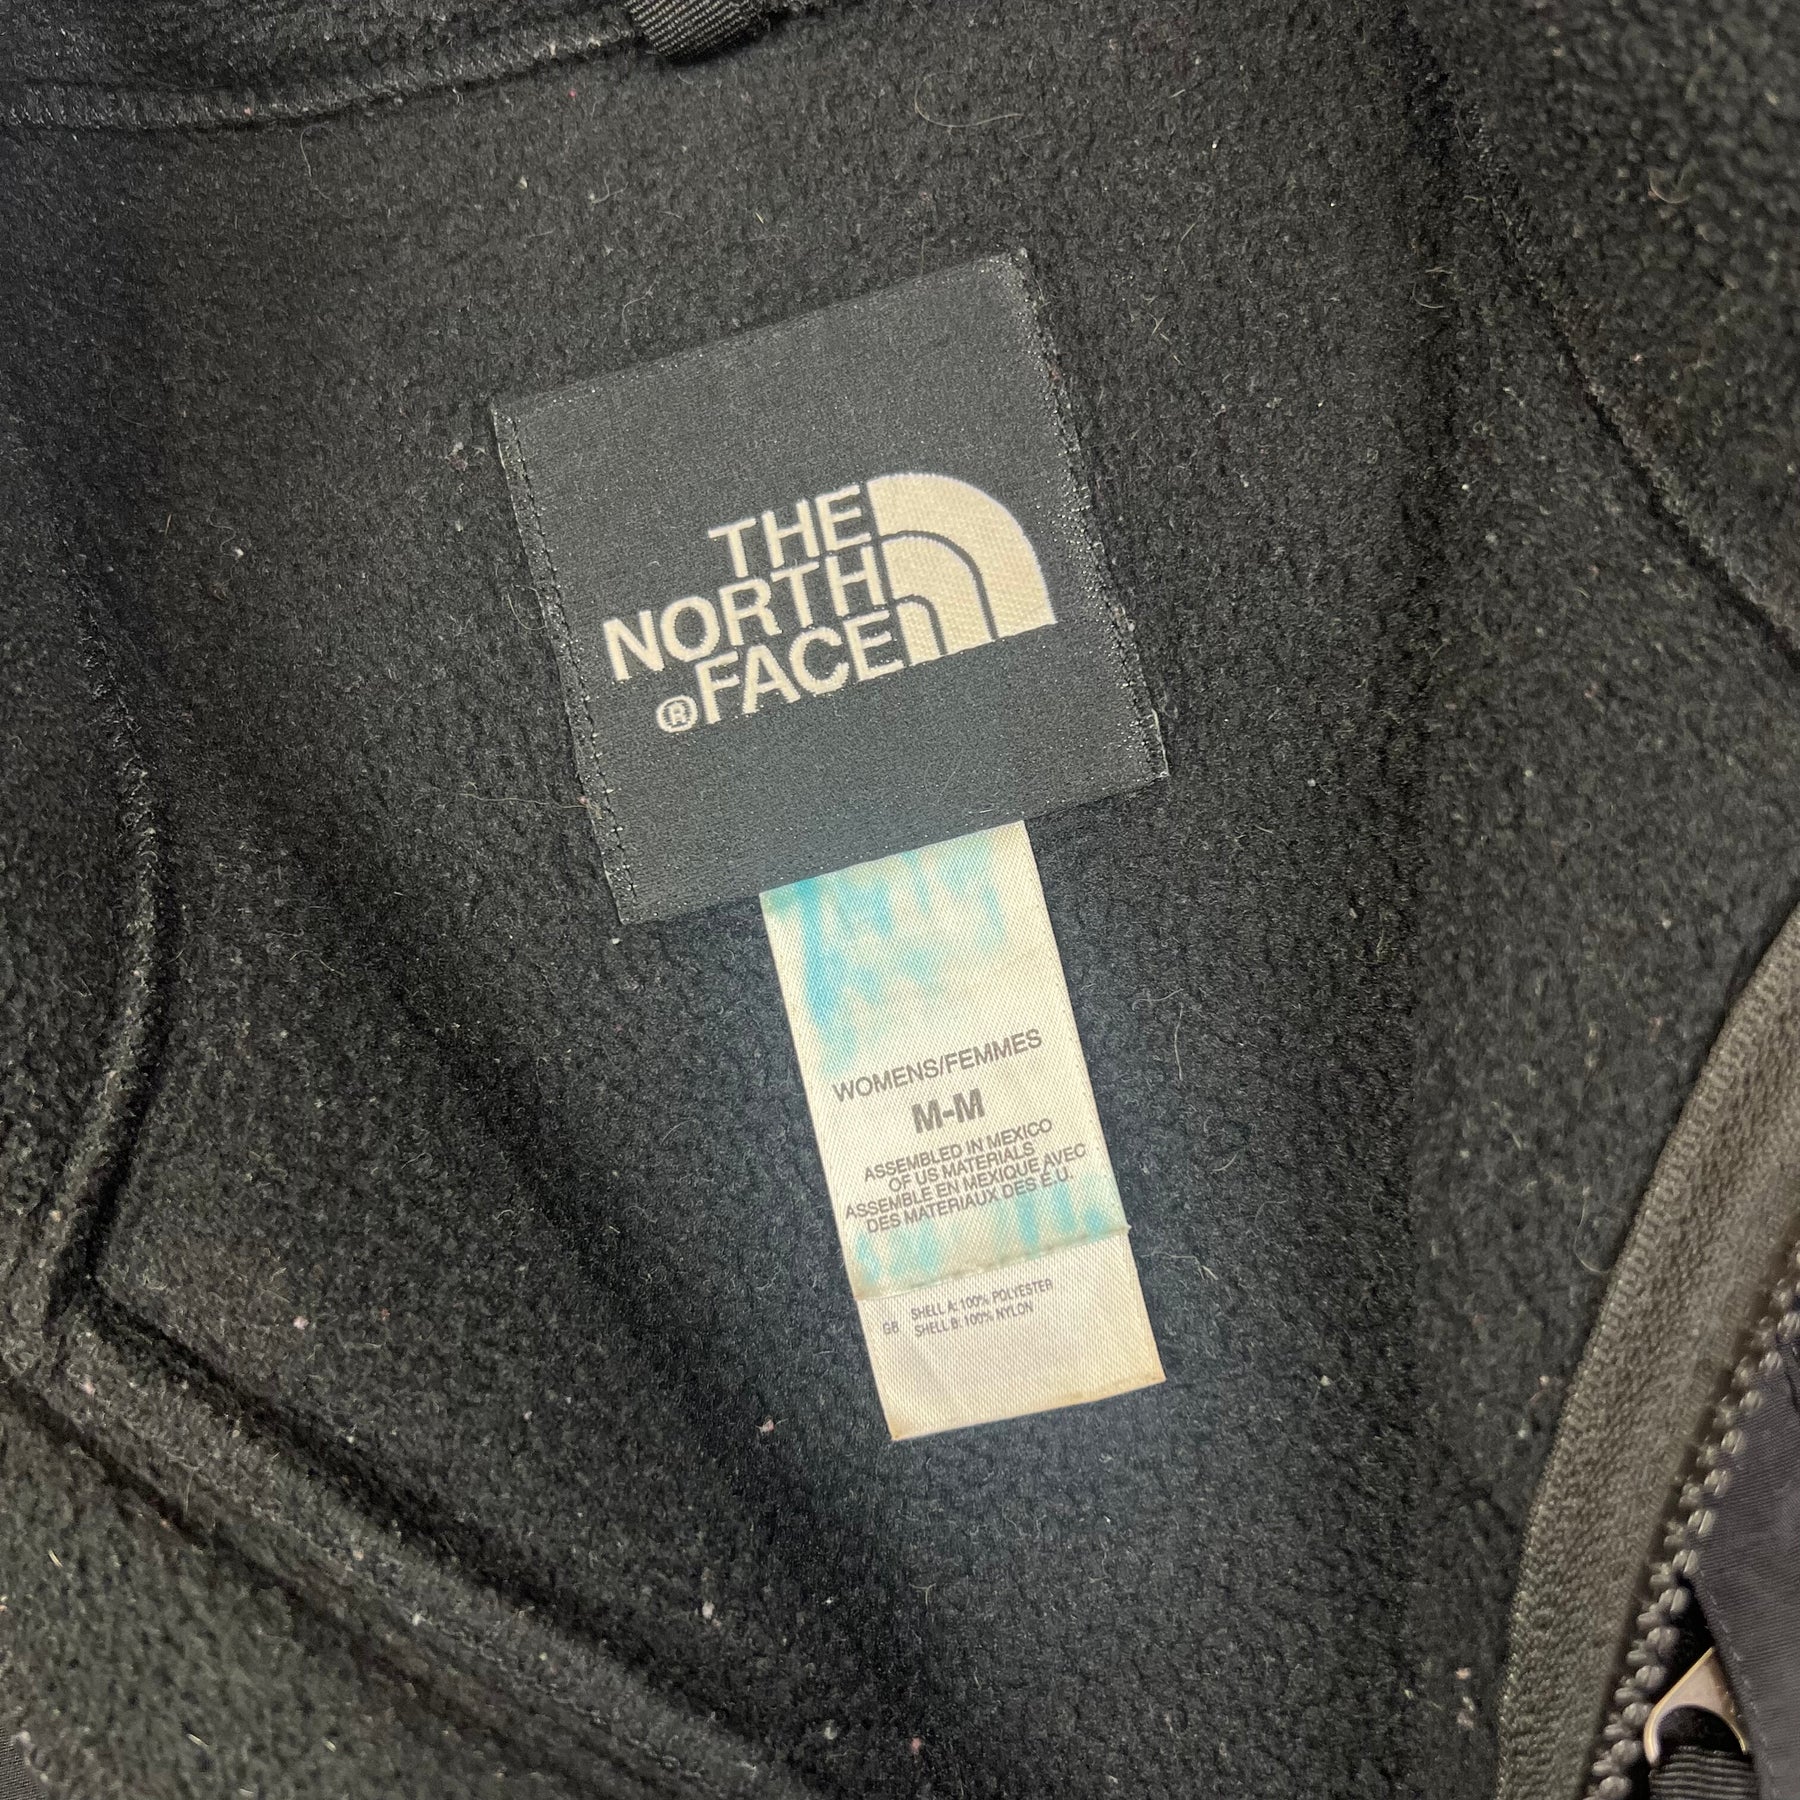 THE
NORTH
FACE
®
WOMENS/FEMMES
M-M
ASSEMBLED IN MEXICO
OF US MATERIALS
ASSEMBLE EN MEXIQUE AVEC
DES MATERIAUX DES E.U.
GB SHELL A: 100% POLYESTER
SHELL B: 100% NYLON